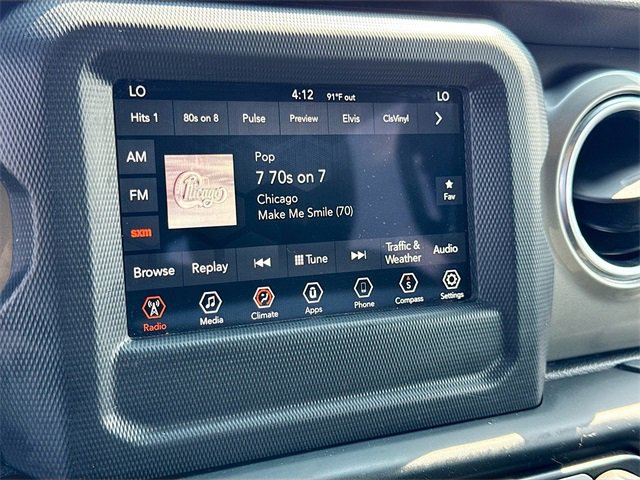 LO 4:12 91°F out LO
Hits 1 80s on 8 Pulse Preview Elvis ClsVinyl
AM
FM
sxm
Chicago
Pop
7 70s on 7
Chicago
Make Me Smile (70)
Fav
Browse Replay Tune Traffic & Weather Audio
Radio Media Climate Apps Phone Compass Settings